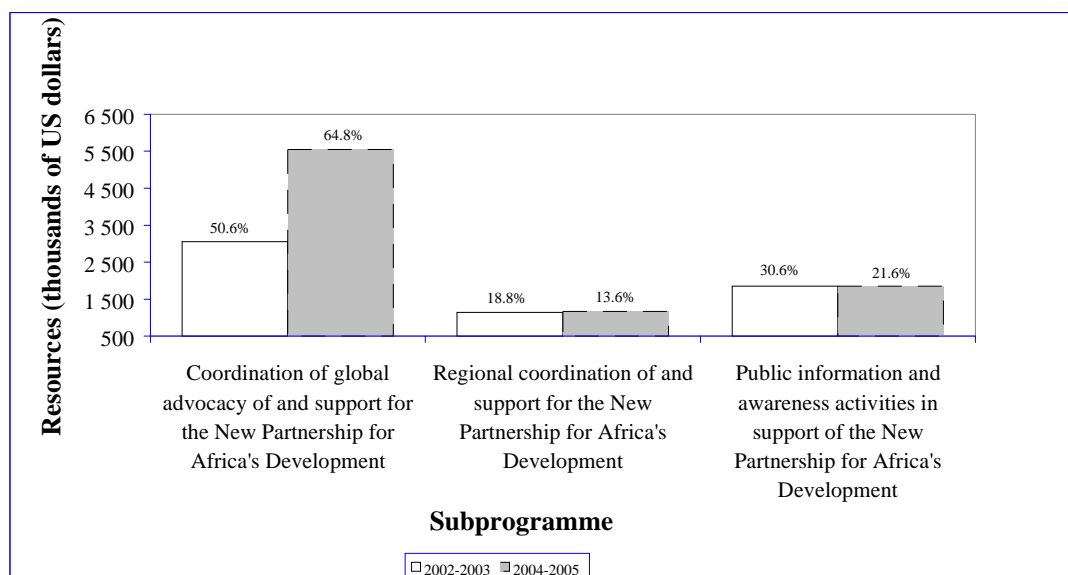 Resources (thousands of US dollars)
6 500
5 500
4 500
3 500
2 500
1 500
500
50.6%
64.8%
18.8%
13.6%
30.6%
21.6%
Coordination of global
advocacy of and support for
the New Partnership for
Africa's Development
Regional coordination of and
support for the New
Partnership for Africa's
Development
Public information and
awareness activities in
support of the New
Partnership for Africa's
Development
Subprogramme
2002-2003 2004-2005